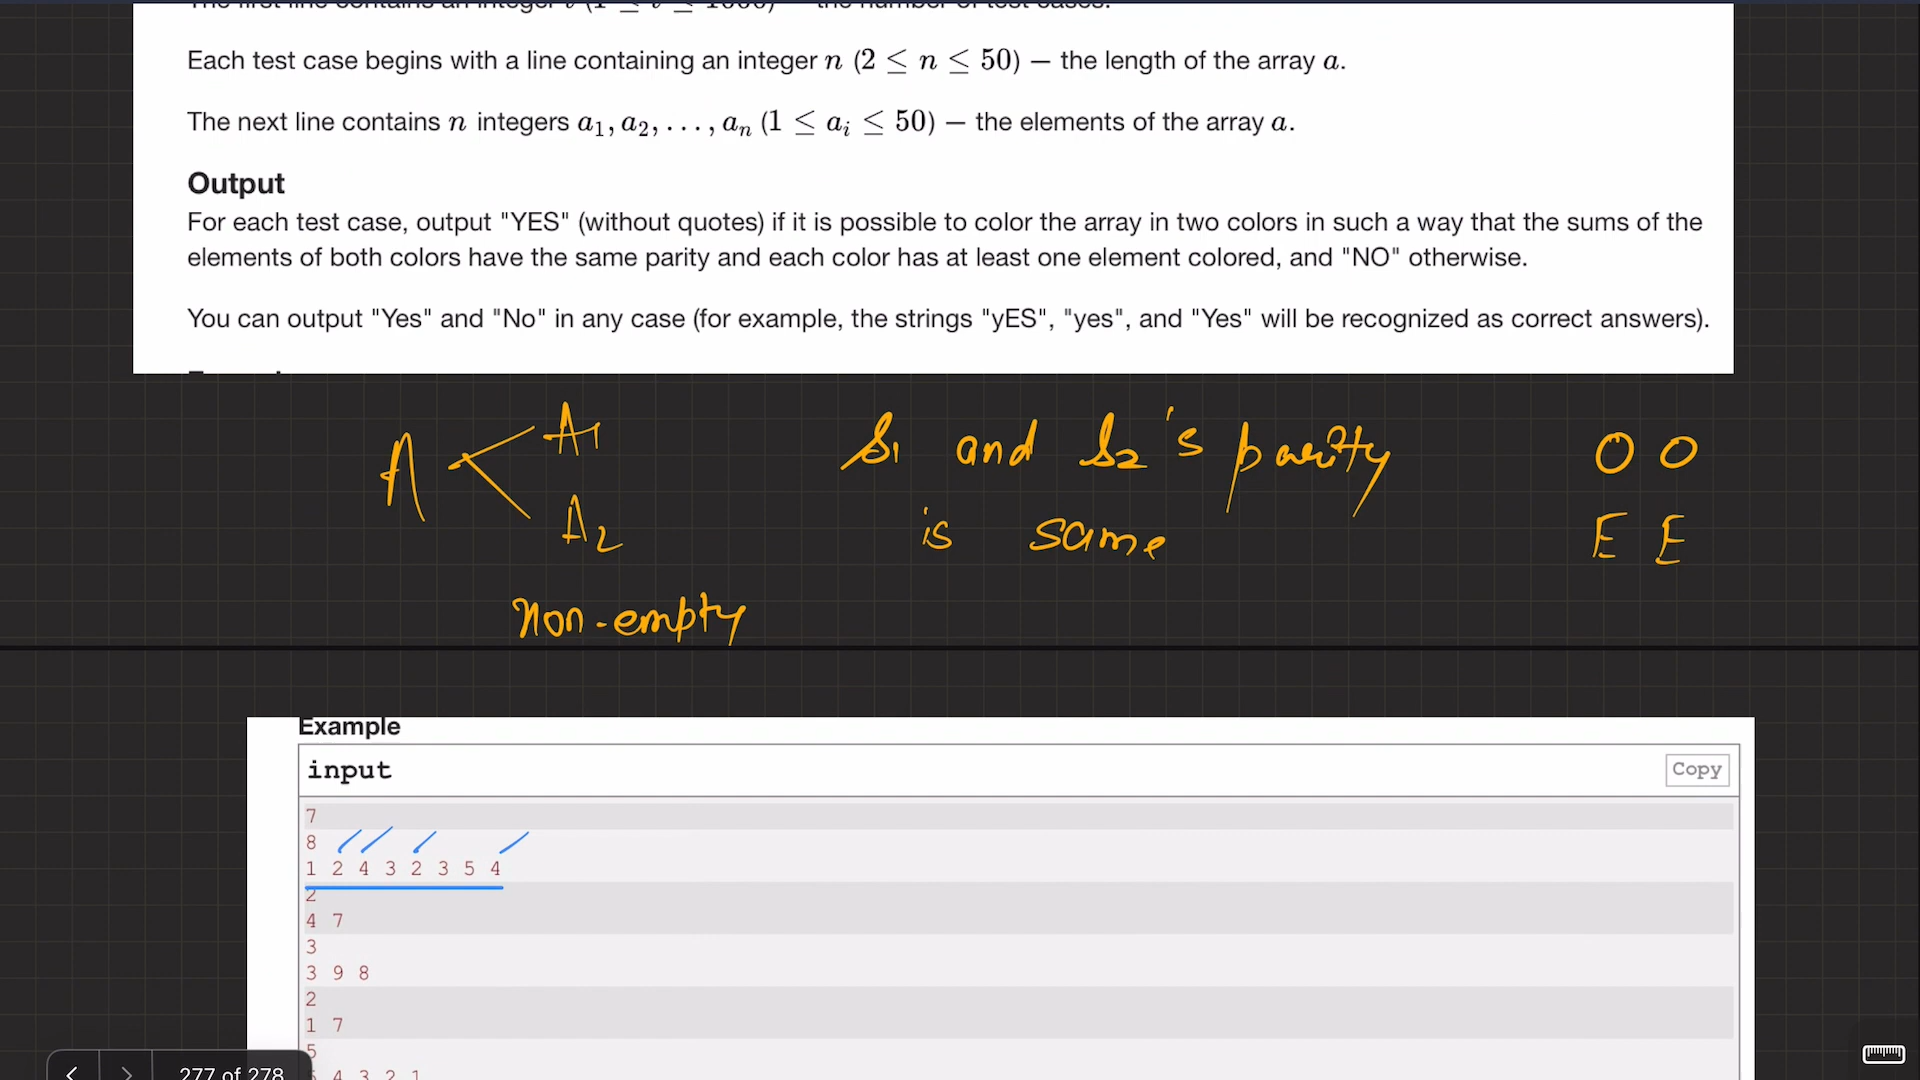 Each test case begins with a line containing an integer n (2 ≤ n ≤ 50) — the length of the array a.
The next line contains n integers a1, a2, ..., an (1 ≤ ai ≤ 50) — the elements of the array a.
Output
For each test case, output "YES" (without quotes) if it is possible to color the array in two colors in such a way that the sums of the
elements of both colors have the same parity and each color has at least one element colored, and "NO" otherwise.
You can output "Yes" and "No" in any case (for example, the strings "yES", "yes", and "Yes" will be recognized as correct answers).
A A1
A2
non-empty
S1 and S2's parity
is same
O O
E E
Example
input
Copy
7
8
1 2 4 3 2 3 5 4
2
4 7
3
3 9 8
2
1 7
5
4 3 2 1
277 of 278